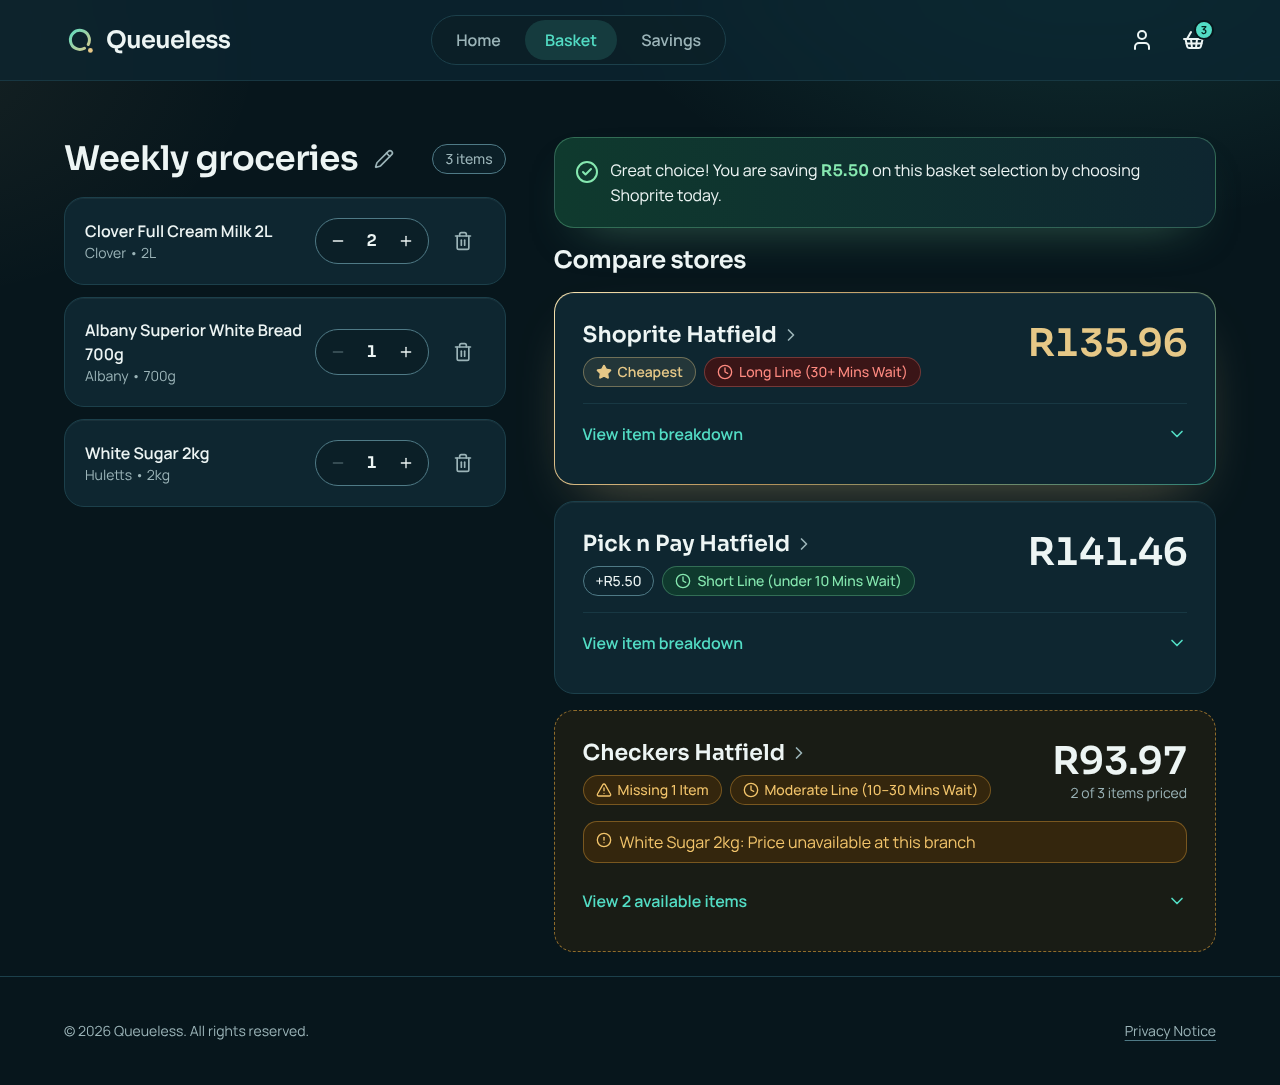 Queueless
Home
Basket
Savings
3
Weekly groceries
3 items
Clover Full Cream Milk 2L
Clover • 2L
− 2 +
Albany Superior White Bread
700g
Albany • 700g
− 1 +
White Sugar 2kg
Huletts • 2kg
− 1 +
Great choice! You are saving R5.50 on this basket selection by choosing
Shoprite today.
Compare stores
Shoprite Hatfield
R135.96
Cheapest
Long Line (30+ Mins Wait)
View item breakdown
Pick n Pay Hatfield
R141.46
+R5.50
Short Line (under 10 Mins Wait)
View item breakdown
Checkers Hatfield
R93.97
Missing 1 Item
Moderate Line (10–30 Mins Wait)
2 of 3 items priced
White Sugar 2kg: Price unavailable at this branch
View 2 available items
© 2026 Queueless. All rights reserved.
Privacy Notice